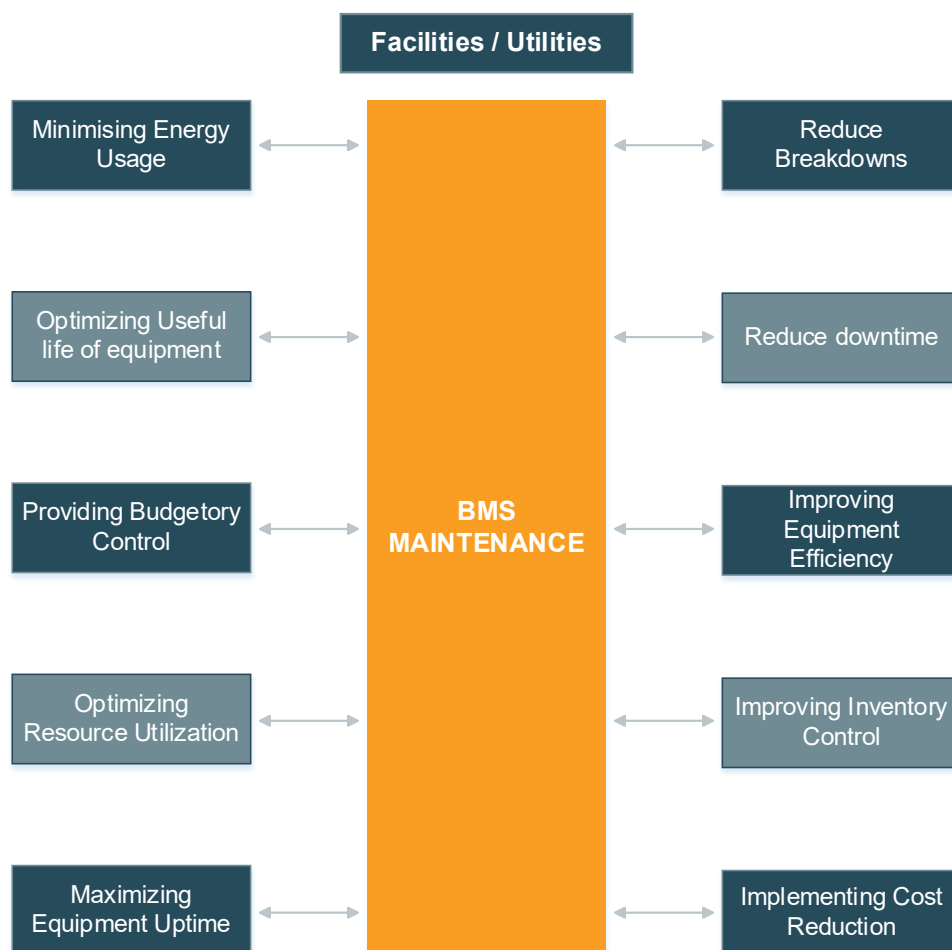 Facilities / Utilities
Minimising Energy
Usage
Optimizing Useful
life of equipment
Providing Budgetory
Control
Optimizing
Resource Utilization
Maximizing
Equipment Uptime
BMS
MAINTENANCE
Reduce
Breakdowns
Reduce downtime
Improving
Equipment
Efficiency
Improving Inventory
Control
Implementing Cost
Reduction